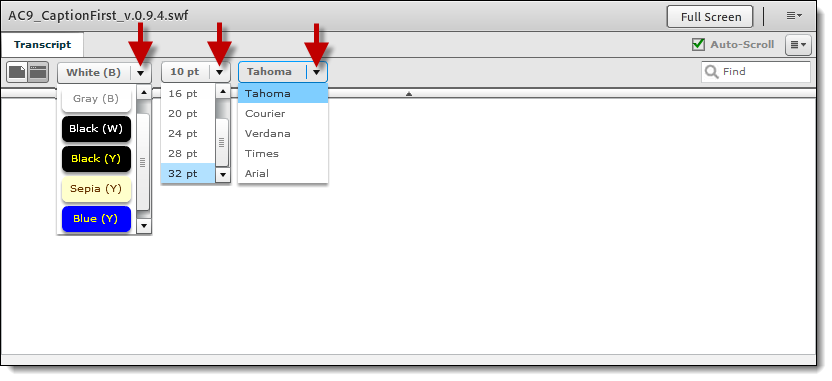 AC9_CaptionFirst_v.0.9.4.swf
Full Screen
Transcript
Auto-Scroll
White (B)
10 pt
Tahoma
Find
Gray (B)
Black (W)
Black (Y)
Sepia (Y)
Blue (Y)
16 pt
20 pt
24 pt
28 pt
32 pt
Tahoma
Courier
Verdana
Times
Arial